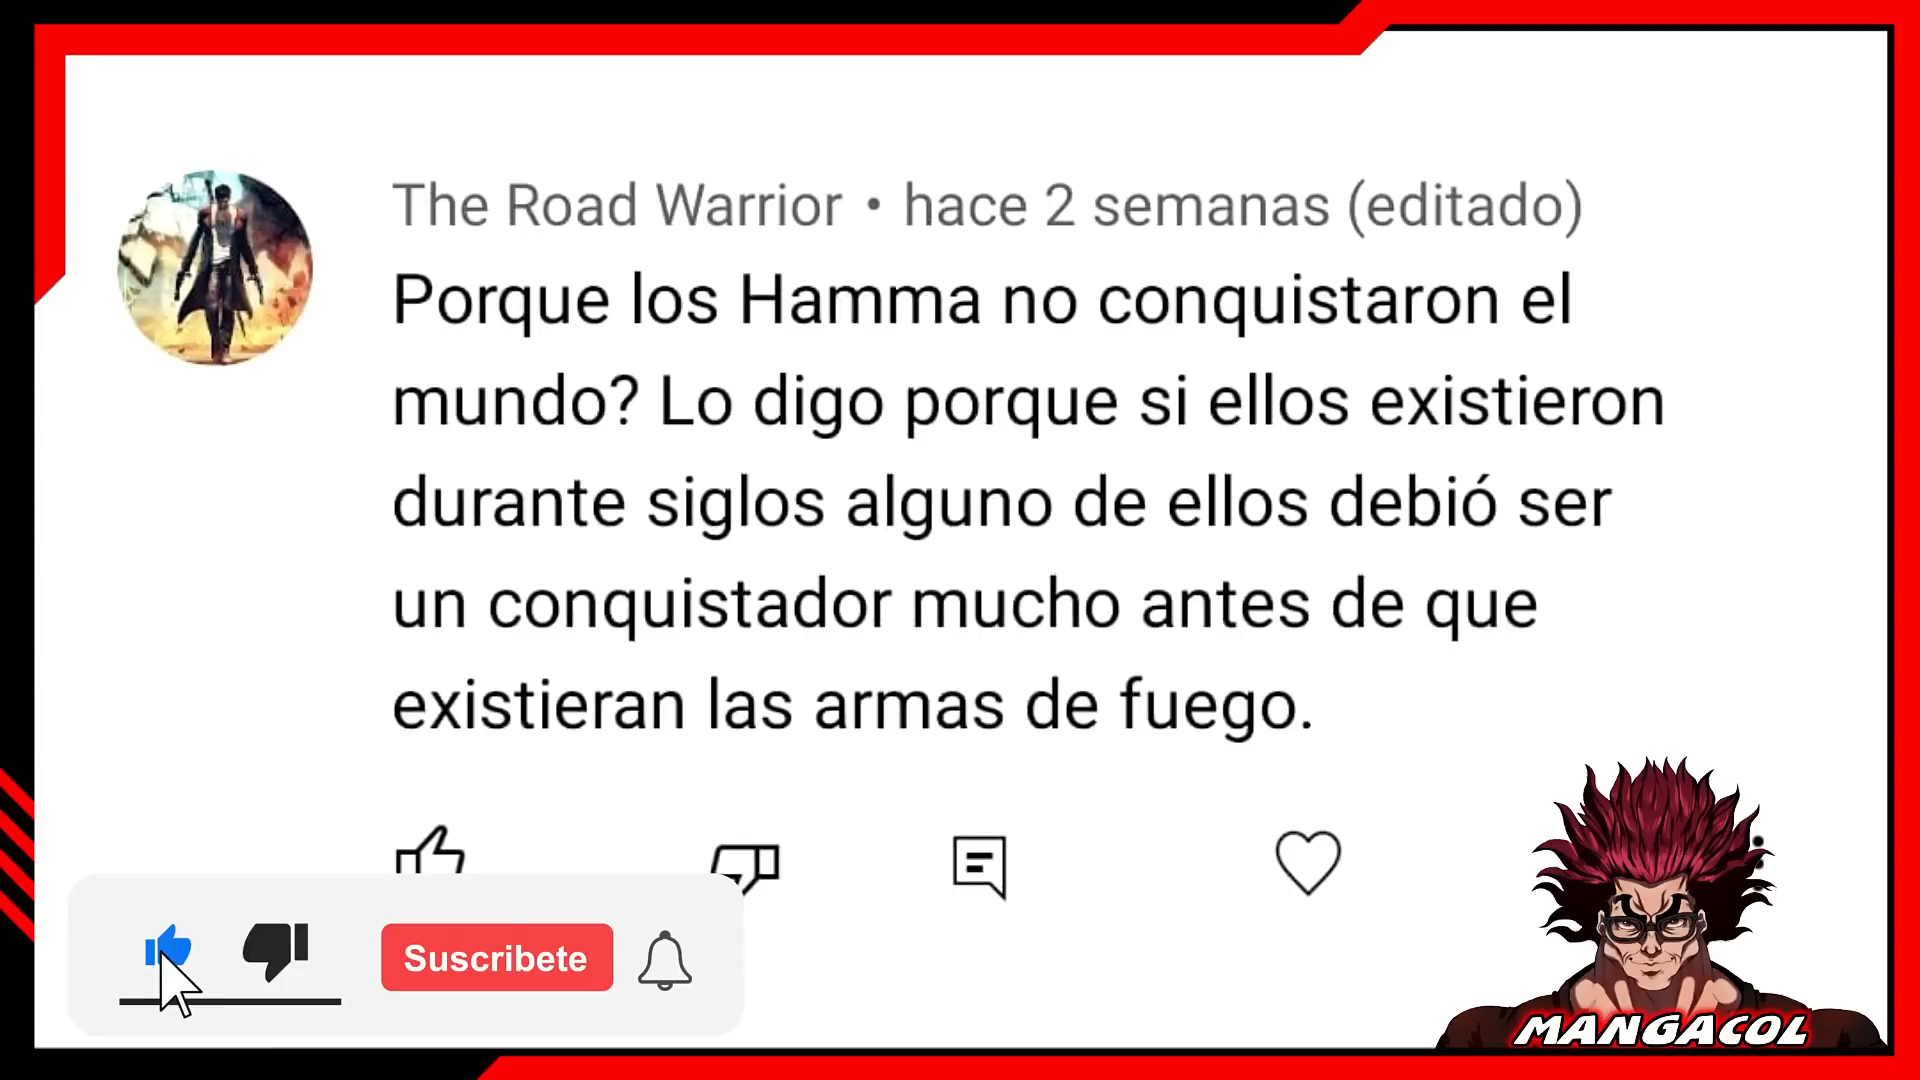 The Road Warrior • hace 2 semanas (editado)
Porque los Hamma no conquistaron el
mundo? Lo digo porque si ellos existieron
durante siglos alguno de ellos debió ser
un conquistador mucho antes de que
existieran las armas de fuego.
Suscribete
MANGACOL